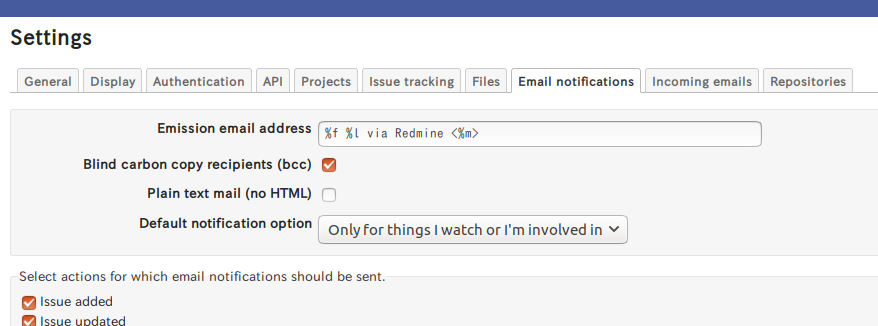 Settings
General Display Authentication API Projects Issue tracking Files Email notifications Incoming emails Repositories
Emission email address %f %l via Redmine <%m>
Blind carbon copy recipients (bcc)
Plain text mail (no HTML)
Default notification option Only for things I watch or I'm involved in
Select actions for which email notifications should be sent.
Issue added
Issue updated